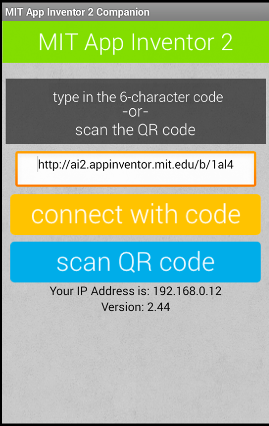 MIT App Inventor 2 Companion
MIT App Inventor 2
type in the 6-character code
-or-
scan the QR code
http://ai2.appinventor.mit.edu/b/1al4
connect with code
scan QR code
Your IP Address is: 192.168.0.12
Version: 2.44